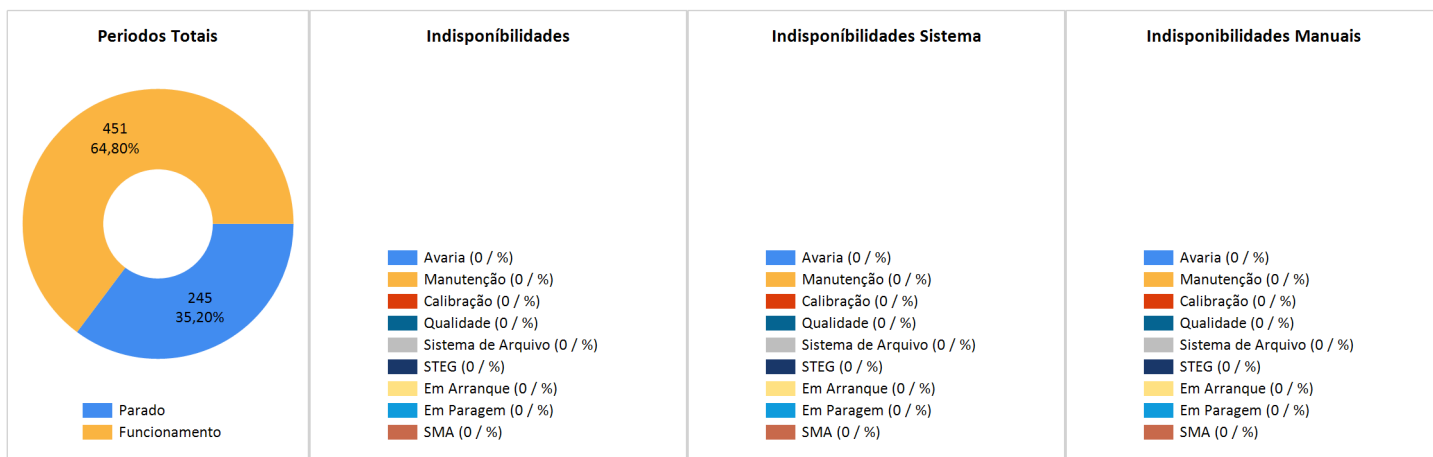 Periodos Totais
451
64,80%
245
35,20%
Parado
Funcionamento
Indisponíbilidades
Avaria (0 / %)
Manutenção (0 / %)
Calibração (0 / %)
Qualidade (0 / %)
Sistema de Arquivo (0 / %)
STEG (0 / %)
Em Arranque (0 / %)
Em Paragem (0 / %)
SMA (0 / %)
Indisponíbilidades Sistema
Avaria (0 / %)
Manutenção (0 / %)
Calibração (0 / %)
Qualidade (0 / %)
Sistema de Arquivo (0 / %)
STEG (0 / %)
Em Arranque (0 / %)
Em Paragem (0 / %)
SMA (0 / %)
Indisponibilidades Manuais
Avaria (0 / %)
Manutenção (0 / %)
Calibração (0 / %)
Qualidade (0 / %)
Sistema de Arquivo (0 / %)
STEG (0 / %)
Em Arranque (0 / %)
Em Paragem (0 / %)
SMA (0 / %)